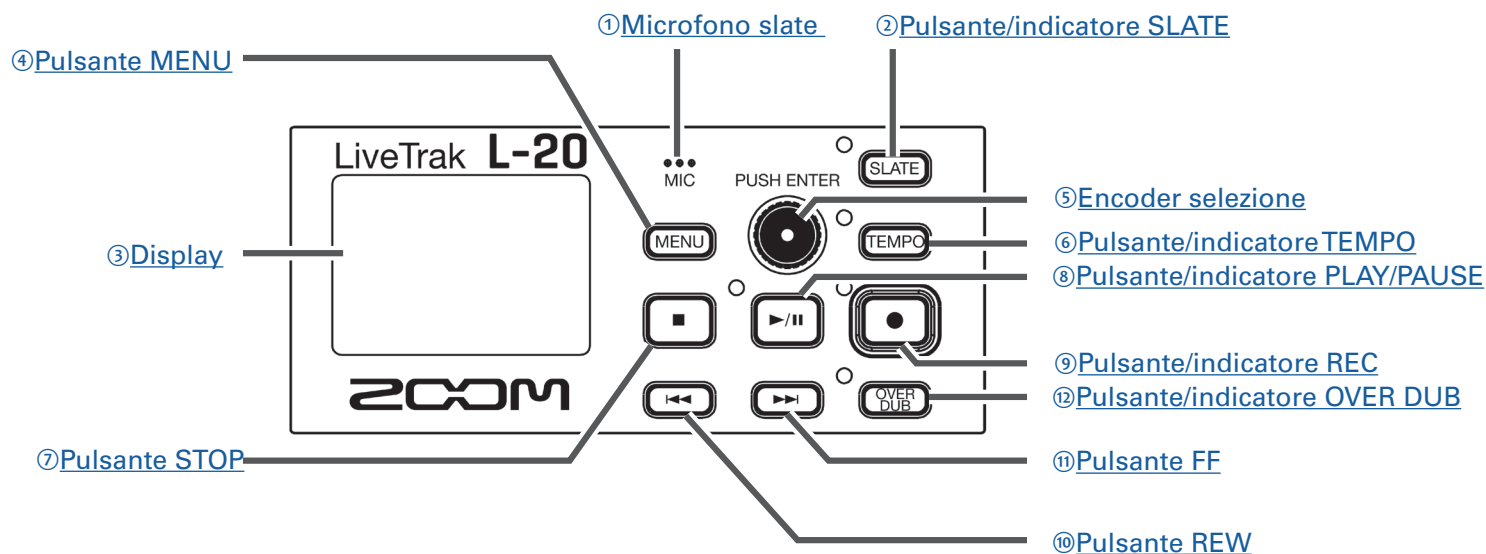 ①Microfono slate
②Pulsante/indicatore SLATE
④Pulsante MENU
LiveTrak L-20
MIC
PUSH ENTER
SLATE
⑤Encoder selezione
MENU
TEMPO
⑥Pulsante/indicatore TEMPO
③Display
⑧Pulsante/indicatore PLAY/PAUSE
⑨Pulsante/indicatore REC
ZOOM
OVER
DUB
⑫Pulsante/indicatore OVER DUB
⑦Pulsante STOP
⑪Pulsante FF
⑩Pulsante REW